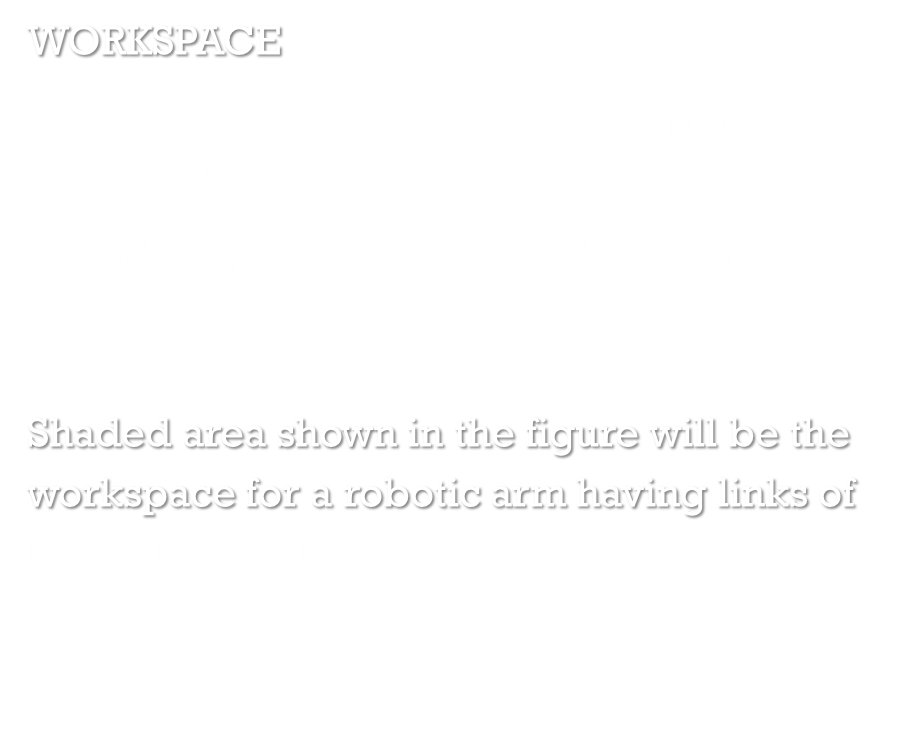 WORKSPACE
Shaded area shown in the figure will be the
workspace for a robotic arm having links of